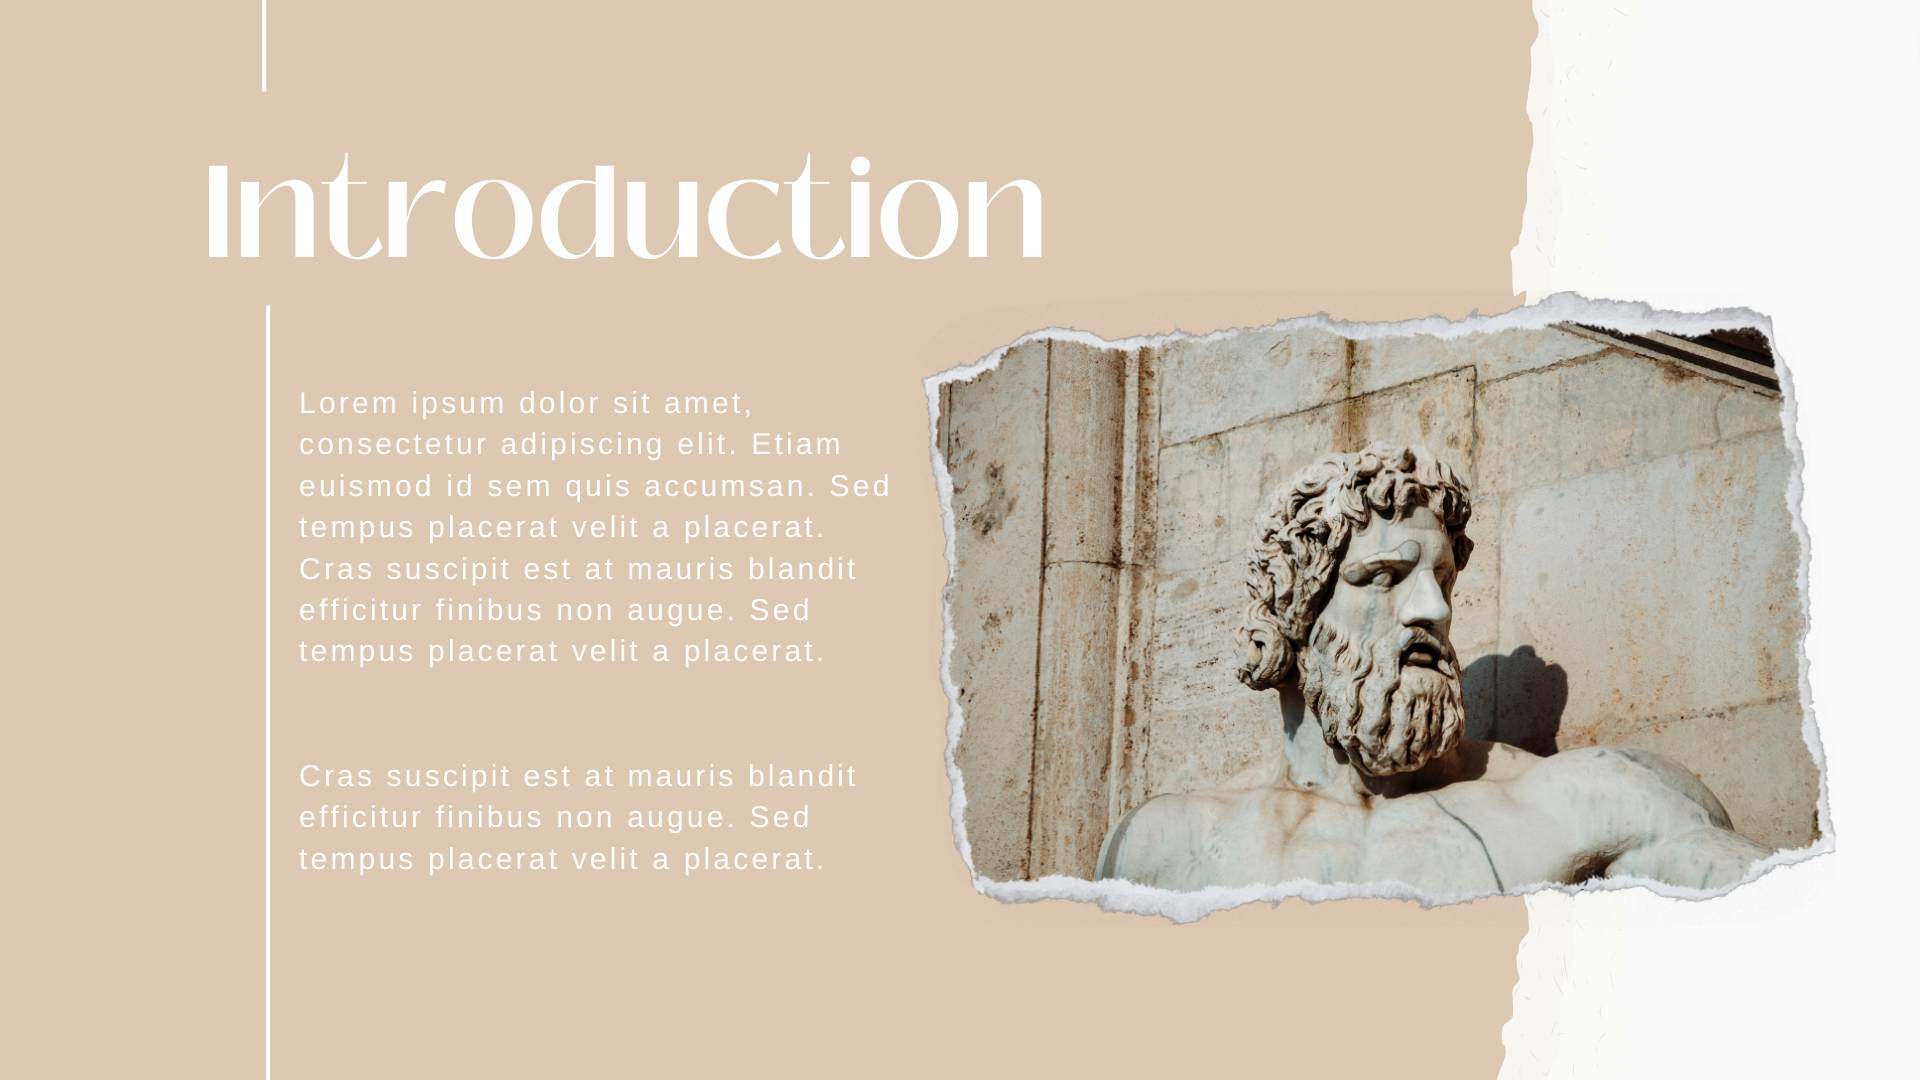 Introduction
Lorem ipsum dolor sit amet,
consectetur adipiscing elit. Etiam
euismod id sem quis accumsan. Sed
tempus placerat velit a placerat.
Cras suscipit est at mauris blandit
efficitur finibus non augue. Sed
tempus placerat velit a placerat.
Cras suscipit est at mauris blandit
efficitur finibus non augue. Sed
tempus placerat velit a placerat.